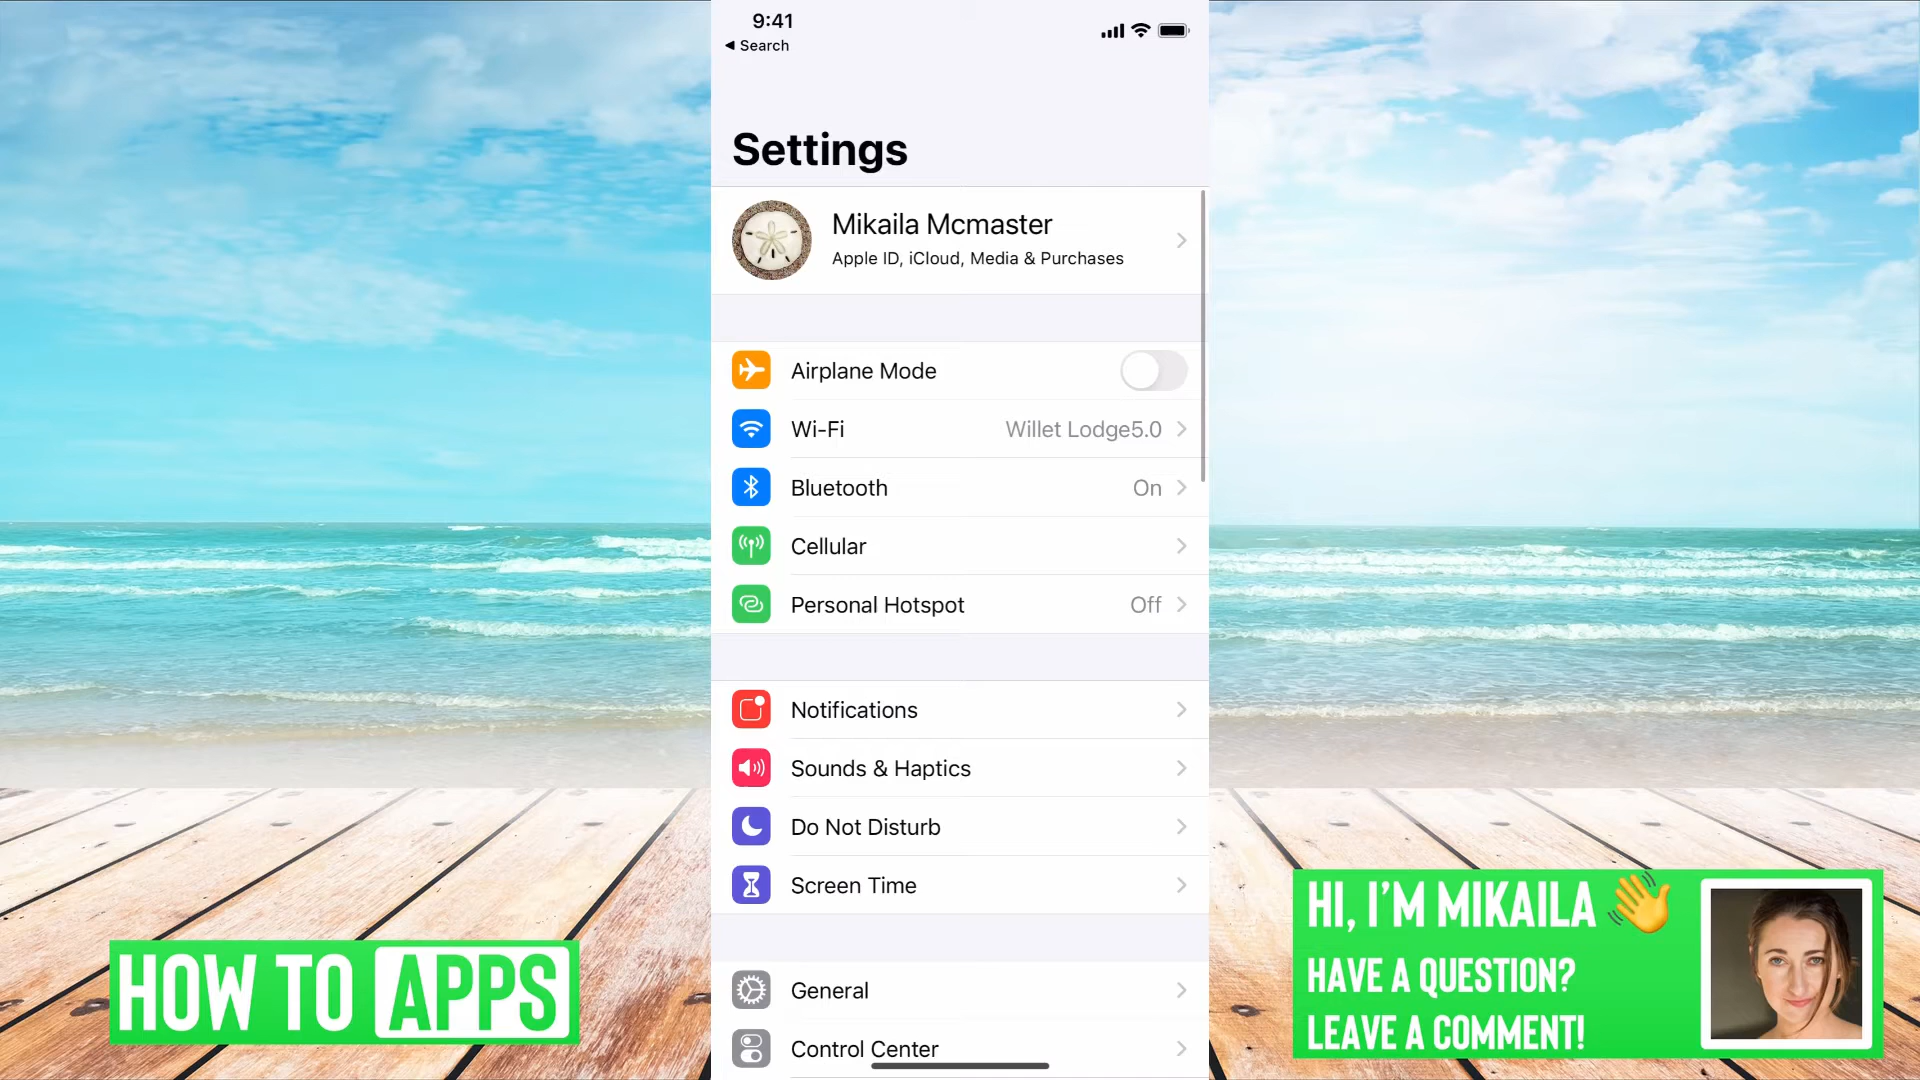 9:41
Search
Settings
Mikaila Mcmaster
Apple ID, iCloud, Media & Purchases
Airplane Mode
Wi-Fi Willet Lodge5.0
Bluetooth On
Cellular
Personal Hotspot Off
Notifications
Sounds & Haptics
Do Not Disturb
Screen Time
General
Control Center
HOW TO APPS
HI, I'M MIKAILA
HAVE A QUESTION?
LEAVE A COMMENT!